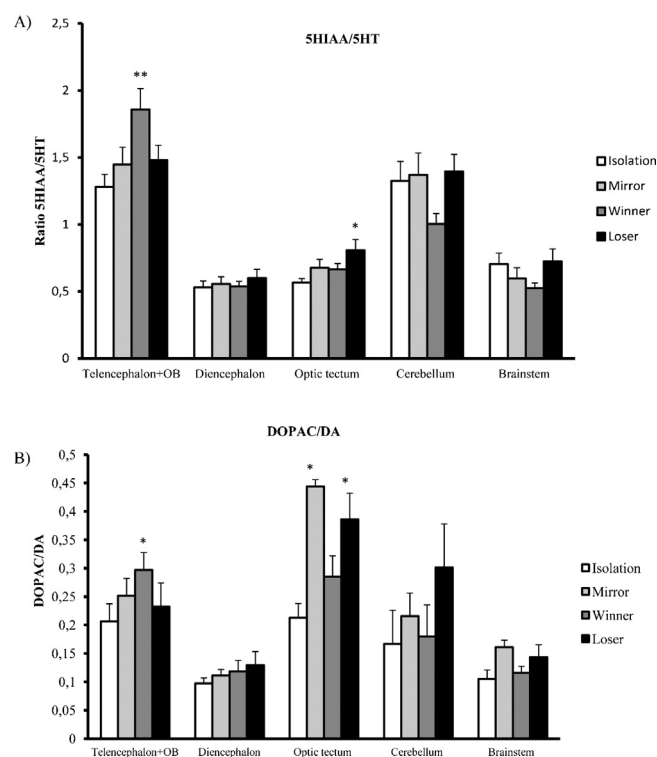 A)
5HIAA/5HT
2,5
2
1,5
1
0,5
0
Ratio 5HIAA/5HT
**
*
Telencephalon+OB Diencephalon Optic tectum Cerebellum Brainstem
Isolation
Mirror
Winner
Loser
B)
DOPAC/DA
0,5
0,45
0,4
0,35
0,3
0,25
0,2
0,15
0,1
0,05
0
DOPAC/DA
*
* *
Telencephalon+OB Diencephalon Optic tectum Cerebellum Brainstem
Isolation
Mirror
Winner
Loser